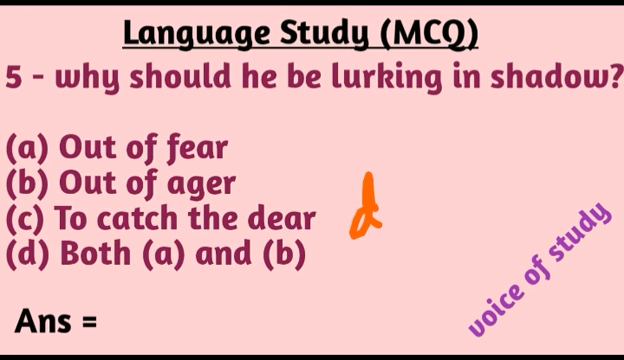 Language Study (MCQ)
5 - why should he be lurking in shadow?
(a) Out of fear
(b) Out of ager
(c) To catch the dear
(d) Both (a) and (b)
d
Ans =
voice of study